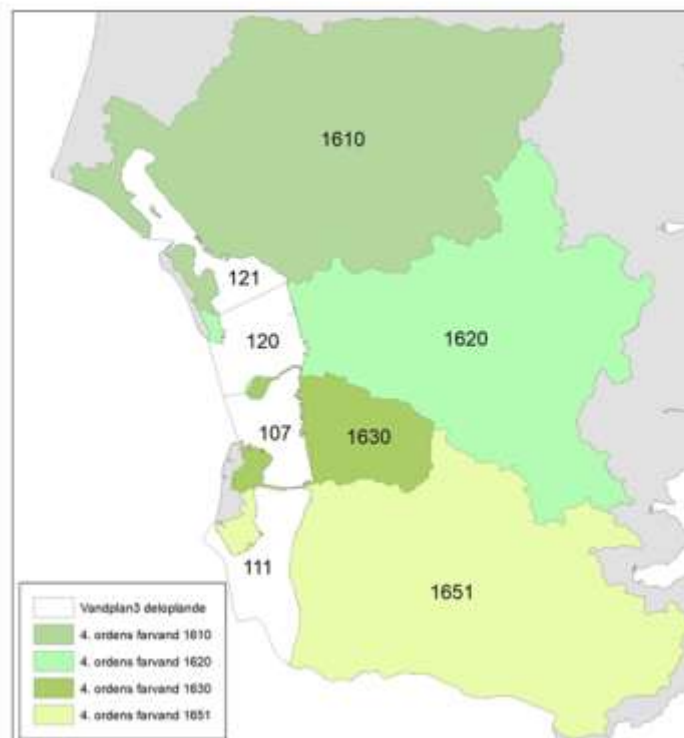 1610
121
120
1620
107
1630
111
1651
Vandplan3 deloplande
4. ordens farvand 1610
4. ordens farvand 1620
4. ordens farvand 1630
4. ordens farvand 1651